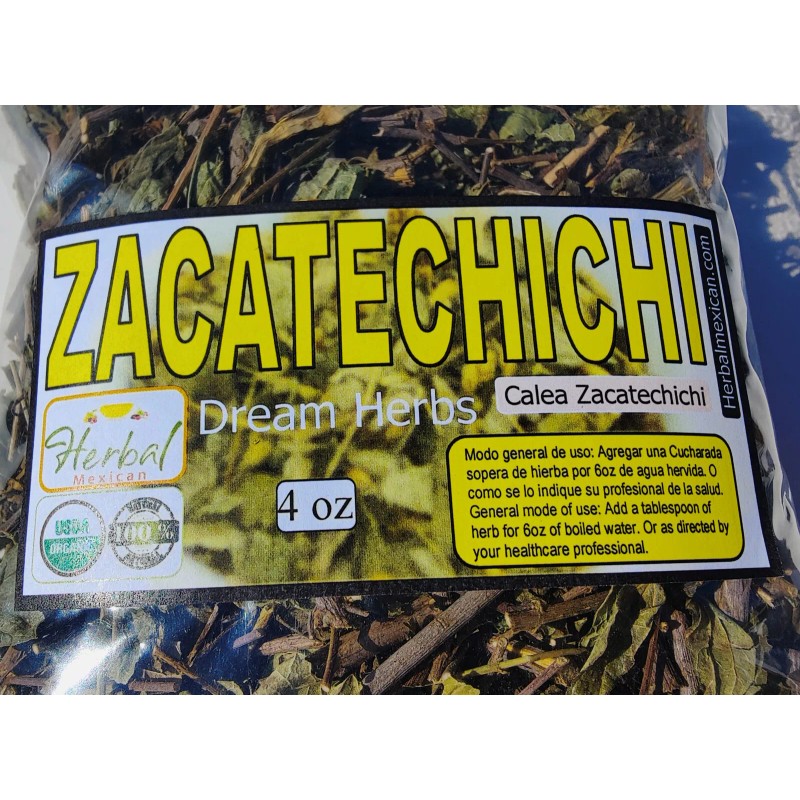 ZACATECHICHI
Herbalmexican.com
Dream Herbs
Calea Zacatechichi
Herbal
Mexican
USDA
ORGANIC
100%
4 oz
Modo general de uso: Agregar una Cucharada
sopera de hierba por 6oz de agua hervida. O
como se lo indique su profesional de la salud.
General mode of use: Add a tablespoon of
herb for 6oz of boiled water. Or as directed by
your healthcare professional.